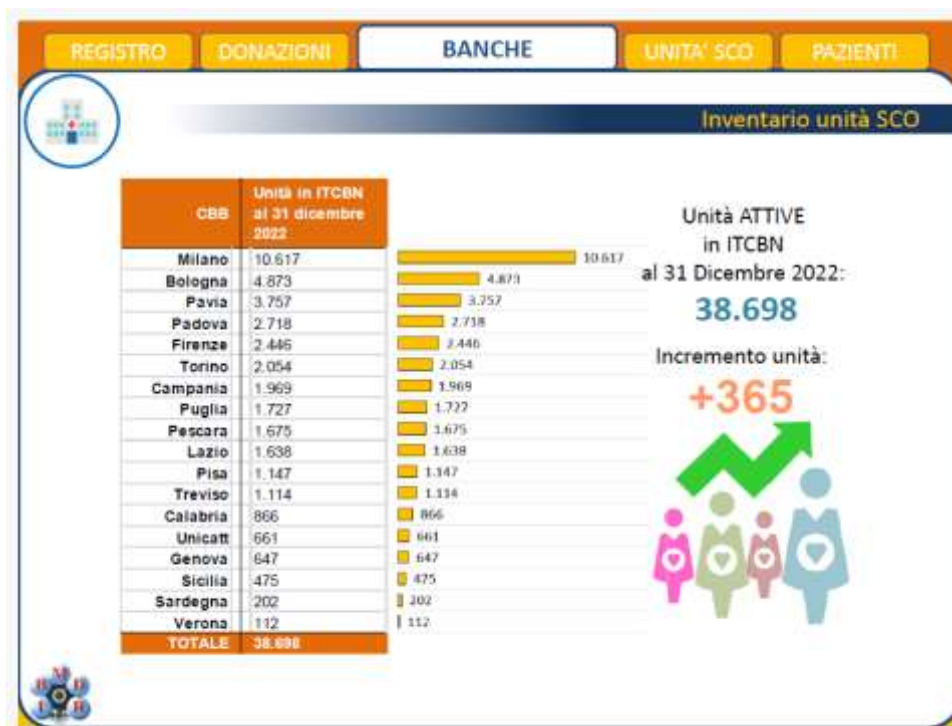 REGISTRO
DONAZIONI
BANCHE
UNITA' SCO
PAZIENTI
Inventario unità SCO
CBB
Unità in ITCBN
al 31 dicembre
2022
Milano 10.617
Bologna 4.873
Pavia 3.757
Padova 2.718
Firenze 2.446
Torino 2.054
Campania 1.969
Puglia 1.727
Pescara 1.675
Lazio 1.638
Pisa 1.147
Treviso 1.114
Calabria 866
Unicatt 661
Genova 647
Sicilia 475
Sardegna 202
Verona 112
TOTALE 38.698
10.617
4.873
3.757
2.718
2.446
2.054
1.969
1.727
1.675
1.638
1.147
1.114
866
661
647
475
202
112
Unità ATTIVE
in ITCBN
al 31 Dicembre 2022:
38.698
Incremento unità:
+365
I B M D R